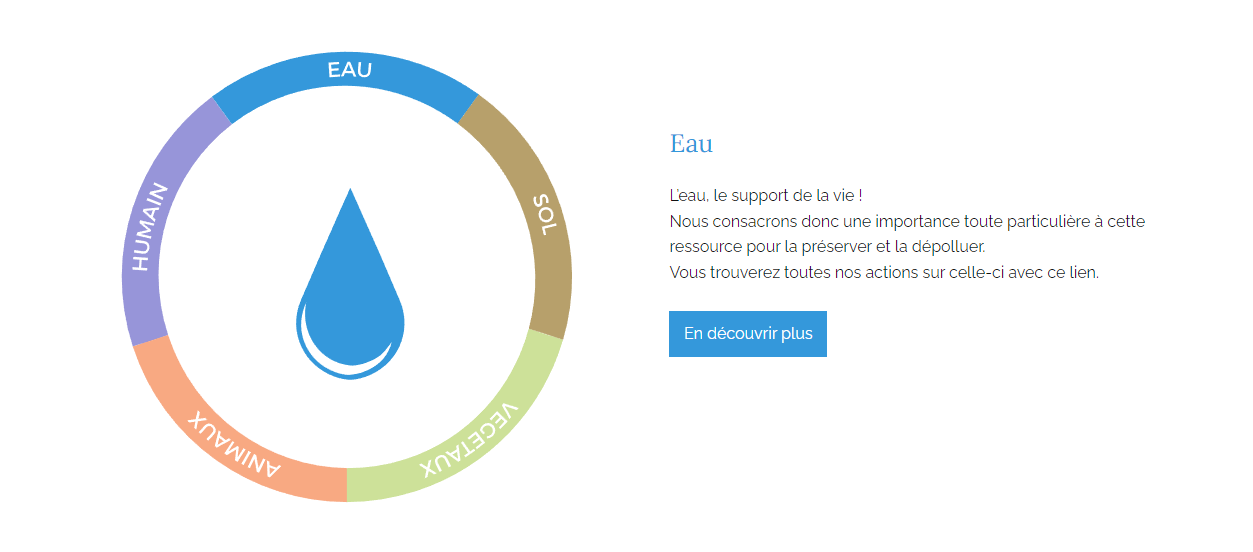 EAU
SOL
VEGETAUX
ANIMAUX
HUMAIN
Eau
L'eau, le support de la vie !
Nous consacrons donc une importance toute particulière à cette
ressource pour la préserver et la dépolluer.
Vous trouverez toutes nos actions sur celle-ci avec ce lien.
En découvrir plus